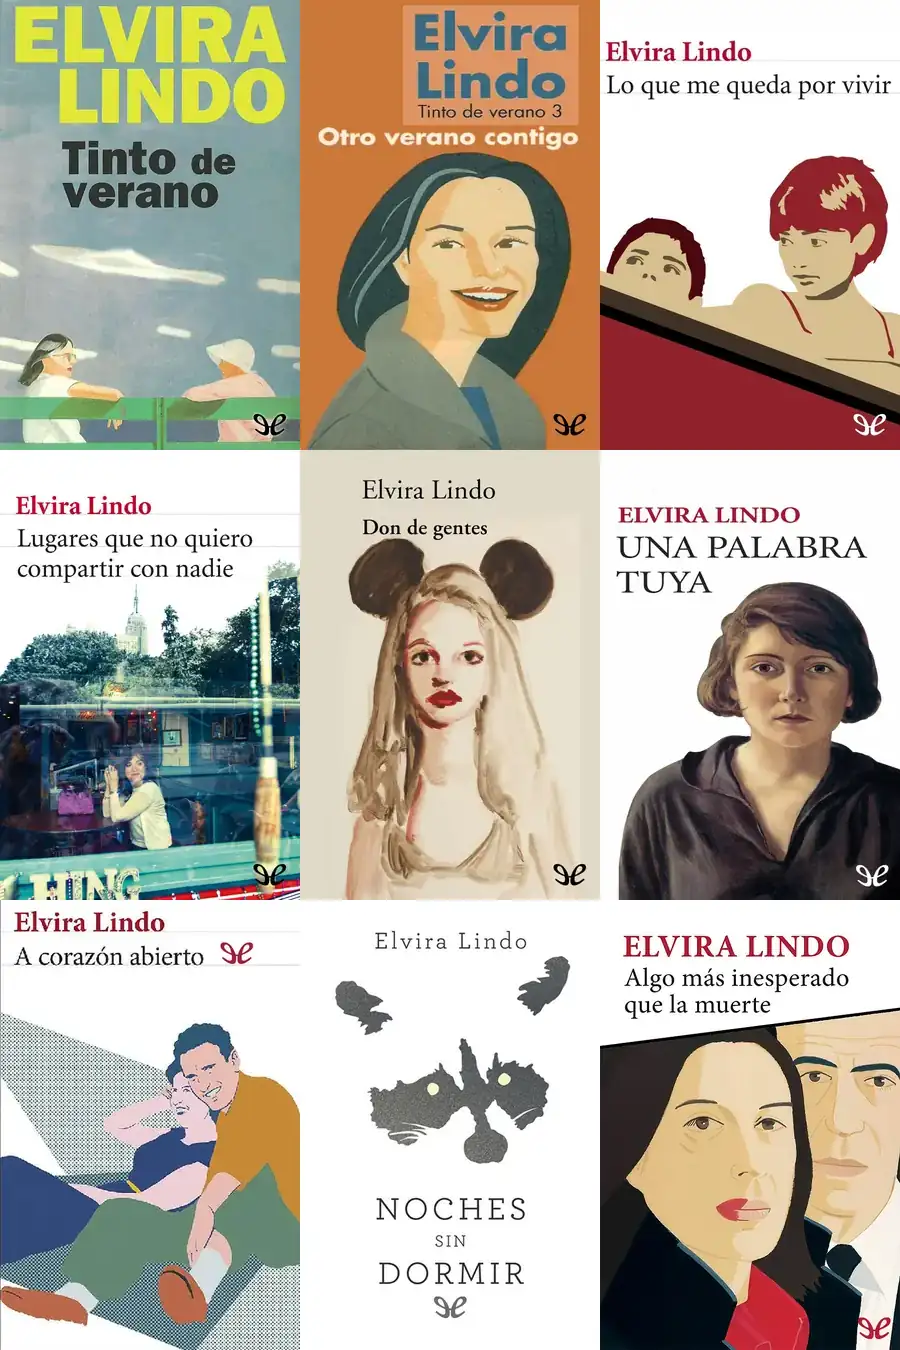 ELVIRA
LINDO
Tinto de
verano
Elvira
Lindo
Tinto de verano 3
Otro verano contigo
Elvira Lindo
Lo que me queda por vivir
Elvira Lindo
Lugares que no quiero
compartir con nadie
HUNG
Elvira Lindo
Don de gentes
ELVIRA LINDO
UNA PALABRA
TUYA
Elvira Lindo
A corazón abierto
Elvira Lindo
NOCHES
SIN
DORMIR
ELVIRA LINDO
Algo más inesperado
que la muerte